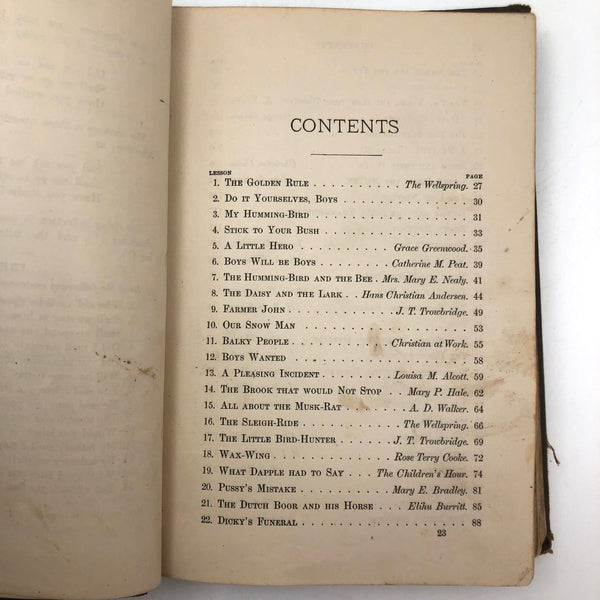 CONTENTS
LESSON PAGE
1. THE GOLDEN RULE . . . . . . . . . The Wellspring. 27
2. DO IT YOURSELVES, BOYS . . . . . . . . . . . . 30
3. MY HUMMING-BIRD . . . . . . . . . . . . . . . 31
4. STICK TO YOUR BUSH . . . . . . . . . . . . . . 33
5. A LITTLE HERO . . . . . . . . . . Grace Greenwood. 35
6. BOYS WILL BE BOYS . . . . . . . Catherine M. Peat. 39
7. THE HUMMING-BIRD AND THE BEE . Mrs. Mary E. Nealy. 41
8. THE DAISY AND THE LARK . . Hans Christian Andersen. 44
9. FARMER JOHN . . . . . . . . . . . J. T. Trowbridge. 49
10. OUR SNOW MAN . . . . . . . . . . . . . . . . 53
11. BALKY PEOPLE . . . . . . . . . . Christian at Work. 55
12. BOYS WANTED . . . . . . . . . . . . . . . . . 58
13. A PLEASING INCIDENT . . . . . . . Louisa M. Alcott. 59
14. THE BROOK THAT WOULD NOT STOP . . Mary P. Hale. 62
15. ALL ABOUT THE MUSK-RAT . . . . . . . A. D. Walker. 64
16. THE SLEIGH-RIDE . . . . . . . . . . The Wellspring. 66
17. THE LITTLE BIRD-HUNTER . . . . . . J. T. Trowbridge. 69
18. WAX-WING . . . . . . . . . . . . Rose Terry Cooke. 72
19. WHAT DAPPLE HAD TO SAY . . . The Children's Hour. 74
20. PUSSY'S MISTAKE . . . . . . . . . Mary E. Bradley. 81
21. THE DUTCH BOOR AND HIS HORSE . . . Elihu Burritt. 85
22. DICKY'S FUNERAL . . . . . . . . . . . . . . . . 88
23